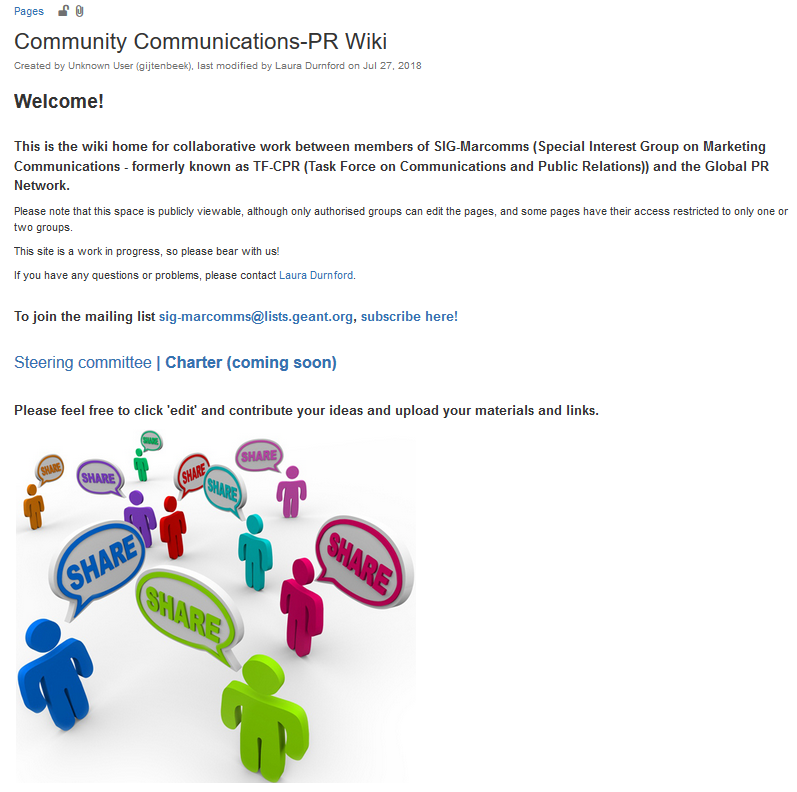 Pages
Community Communications-PR Wiki
Created by Unknown User (gijtenbeek), last modified by Laura Durnford on Jul 27, 2018
Welcome!
This is the wiki home for collaborative work between members of SIG-Marcomms (Special Interest Group on Marketing
Communications - formerly known as TF-CPR (Task Force on Communications and Public Relations)) and the Global PR
Network.
Please note that this space is publicly viewable, although only authorised groups can edit the pages, and some pages have their access restricted to only one or
two groups.
This site is a work in progress, so please bear with us!
If you have any questions or problems, please contact Laura Durnford.
To join the mailing list sig-marcomms@lists.geant.org, subscribe here!
Steering committee | Charter (coming soon)
Please feel free to click 'edit' and contribute your ideas and upload your materials and links.
SHARE
SHARE
SHARE
SHARE
SHARE
SHARE
SHARE
SHARE
SHARE